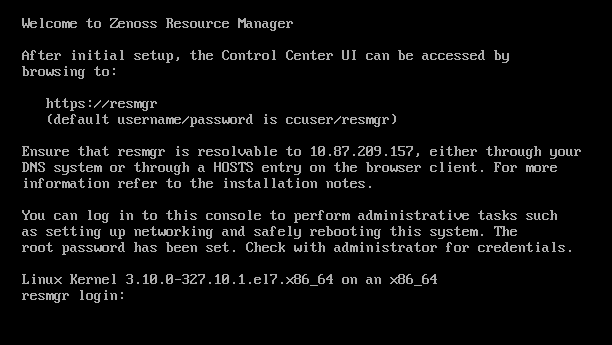 Welcome to Zenoss Resource Manager
After initial setup, the Control Center UI can be accessed by
browsing to:
https://resmgr
(default username/password is ccuser/resmgr)
Ensure that resmgr is resolvable to 10.87.209.157, either through your
DNS system or through a HOSTS entry on the browser client. For more
information refer to the installation notes.
You can log in to this console to perform administrative tasks such
as setting up networking and safely rebooting this system. The
root password has been set. Check with administrator for credentials.
Linux Kernel 3.10.0-327.10.1.el7.x86_64 on an x86_64
resmgr login: